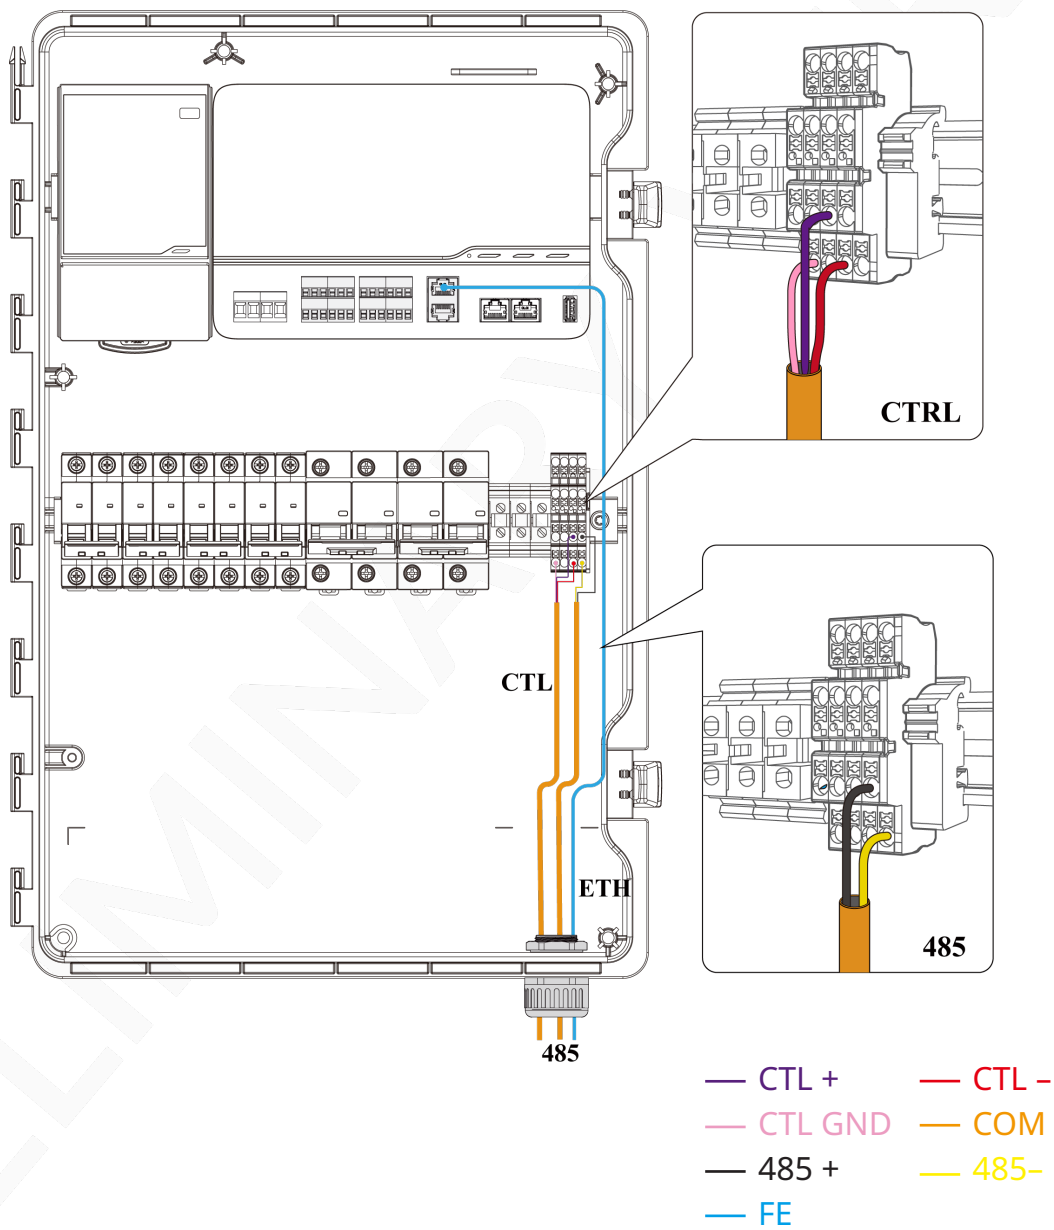 CTRL
CTL
ETH
485
485
CTL + CTL –
CTL GND COM
485 + 485–
FE